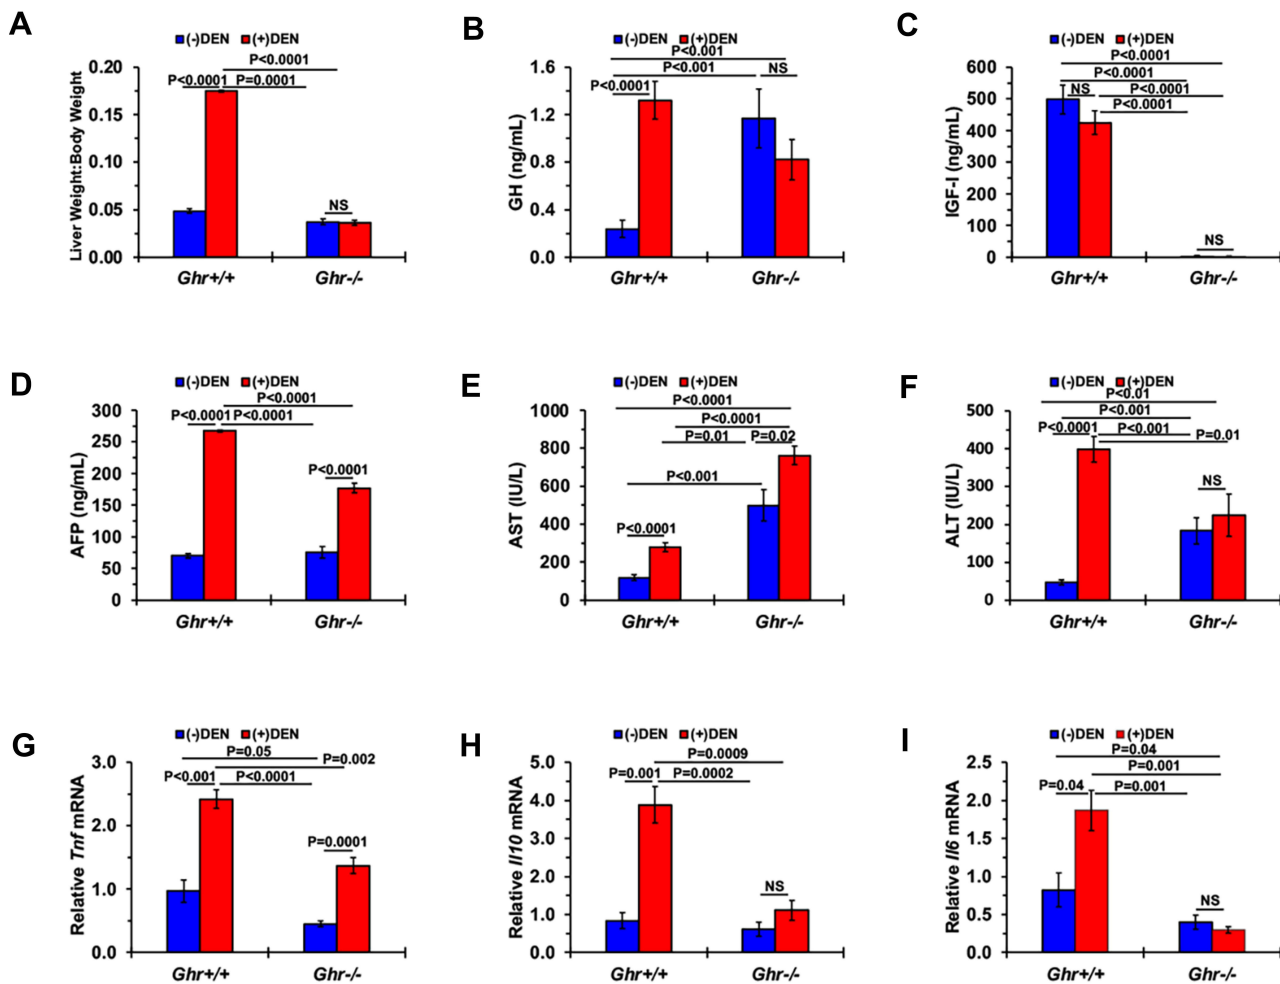 A
(-)DEN (+)DEN
P<0.0001
P<0.0001 P=0.0001
Liver Weight:Body Weight
0.20
0.15
0.10
0.05
0.00
NS
Ghr+/+ Ghr-/-
B
(-)DEN (+)DEN
P<0.001
P<0.001 NS
P<0.0001
GH (ng/mL)
1.6
1.2
0.8
0.4
0.0
Ghr+/+ Ghr-/-
C
(-)DEN (+)DEN
P<0.0001
P<0.0001
NS P<0.0001
P<0.0001
IGF-I (ng/mL)
600
500
400
300
200
100
0
NS
Ghr+/+ Ghr-/-
D
(-)DEN (+)DEN
P<0.0001
P<0.0001 P<0.0001
P<0.0001
AFP (ng/mL)
300
250
200
150
100
50
0
Ghr+/+ Ghr-/-
E
(-)DEN (+)DEN
P<0.0001
P<0.0001
P=0.01 P=0.02
P<0.001
P<0.0001
AST (IU/L)
1000
800
600
400
200
0
Ghr+/+ Ghr-/-
F
(-)DEN (+)DEN
P<0.01
P<0.001
P<0.0001 P<0.001
P=0.01
NS
ALT (IU/L)
500
400
300
200
100
0
Ghr+/+ Ghr-/-
G
(-)DEN (+)DEN
P=0.05
P=0.002
P<0.001 P<0.0001
P=0.0001
Relative Tnf mRNA
3.0
2.0
1.0
0.0
Ghr+/+ Ghr-/-
H
(-)DEN (+)DEN
P=0.0009
P=0.001 P=0.0002
NS
Relative Il10 mRNA
5.0
4.0
3.0
2.0
1.0
0.0
Ghr+/+ Ghr-/-
I
(-)DEN (+)DEN
P=0.04
P=0.001
P=0.04 P=0.001
NS
Relative Il6 mRNA
2.5
2.0
1.5
1.0
0.5
0.0
Ghr+/+ Ghr-/-